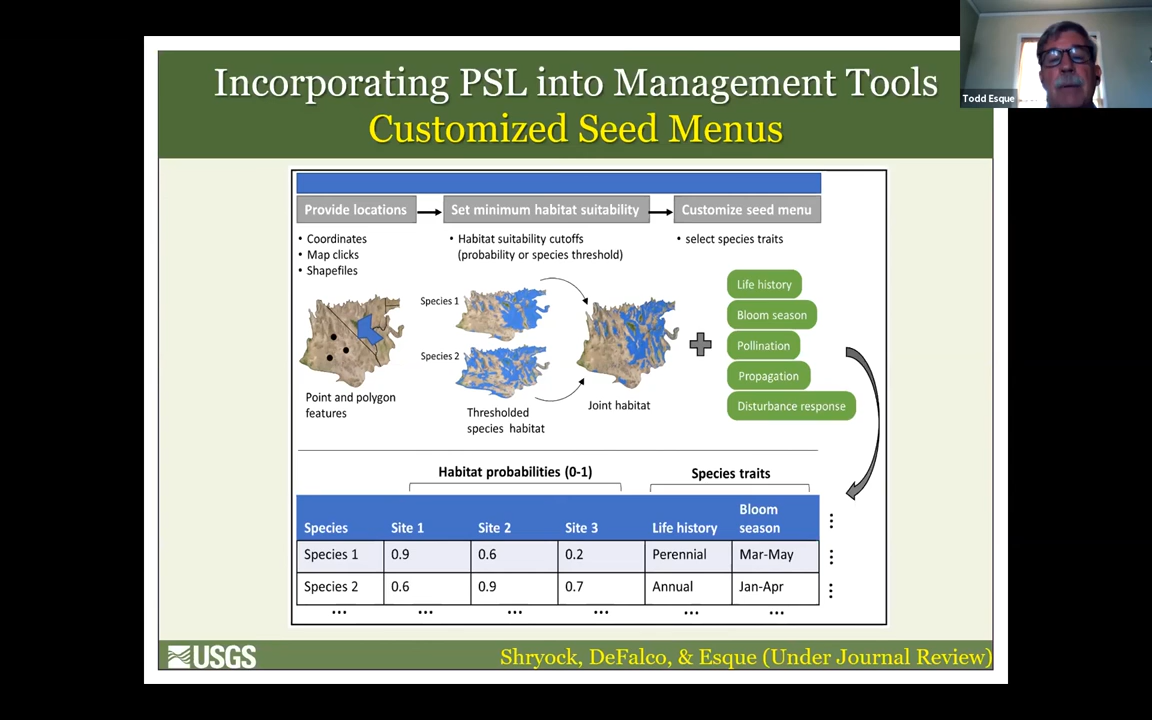 Incorporating PSL into Management Tools
Customized Seed Menus
Todd Esque
Provide locations
Set minimum habitat suitability
Customize seed menu
• Coordinates
• Map clicks
• Shapefiles
• Habitat suitability cutoffs
(probability or species threshold)
• select species traits
Species 1
Species 2
Point and polygon
features
Thresholded
species habitat
Joint habitat
Life history
Bloom season
Pollination
Propagation
Disturbance response
Habitat probabilities (0-1)
Species traits
Species Site 1 Site 2 Site 3 Life history Bloom season
Species 1 0.9 0.6 0.2 Perennial Mar-May
Species 2 0.6 0.9 0.7 Annual Jan-Apr
... ... ... ... ... ...
USGS
Shryock, DeFalco, & Esque (Under Journal Review)